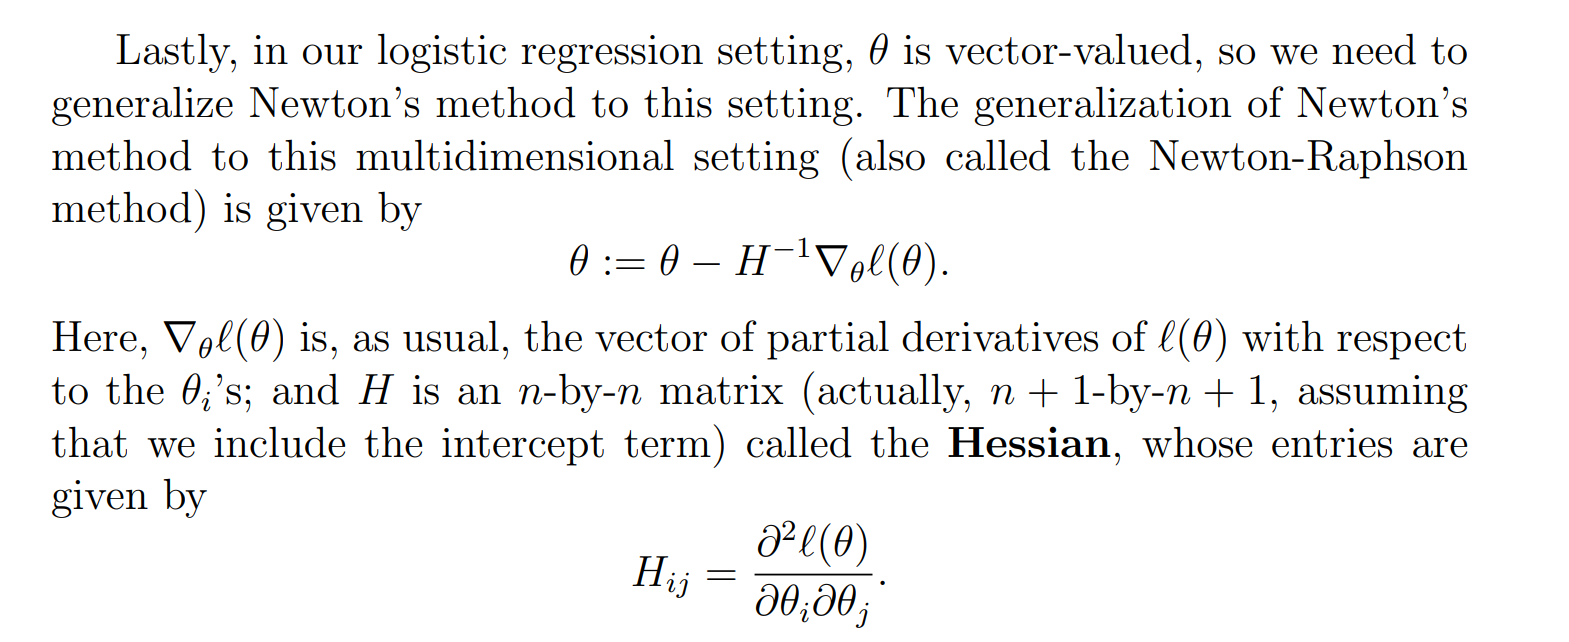 Lastly, in our logistic regression setting, θ is vector-valued, so we need to
generalize Newton’s method to this setting. The generalization of Newton’s
method to this multidimensional setting (also called the Newton-Raphson
method) is given by
θ := θ − H⁻¹∇_θℓ(θ).
Here, ∇_θℓ(θ) is, as usual, the vector of partial derivatives of ℓ(θ) with respect
to the θᵢ’s; and H is an n-by-n matrix (actually, n + 1-by-n + 1, assuming
that we include the intercept term) called the Hessian, whose entries are
given by
H_{ij} = ∂²ℓ(θ) / ∂θᵢ∂θⱼ.